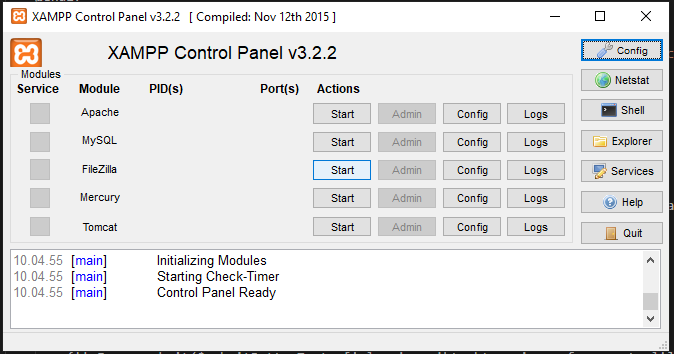 XAMPP Control Panel v3.2.2 [ Compiled: Nov 12th 2015 ]
XAMPP Control Panel v3.2.2
Config
Modules
Service Module PID(s) Port(s) Actions
Netstat
Apache Start Admin Config Logs
Shell
MySQL Start Admin Config Logs
Explorer
FileZilla Start Admin Config Logs
Services
Mercury Start Admin Config Logs
Help
Tomcat Start Admin Config Logs
Quit
10.04.55 [main] Initializing Modules
10.04.55 [main] Starting Check-Timer
10.04.55 [main] Control Panel Ready